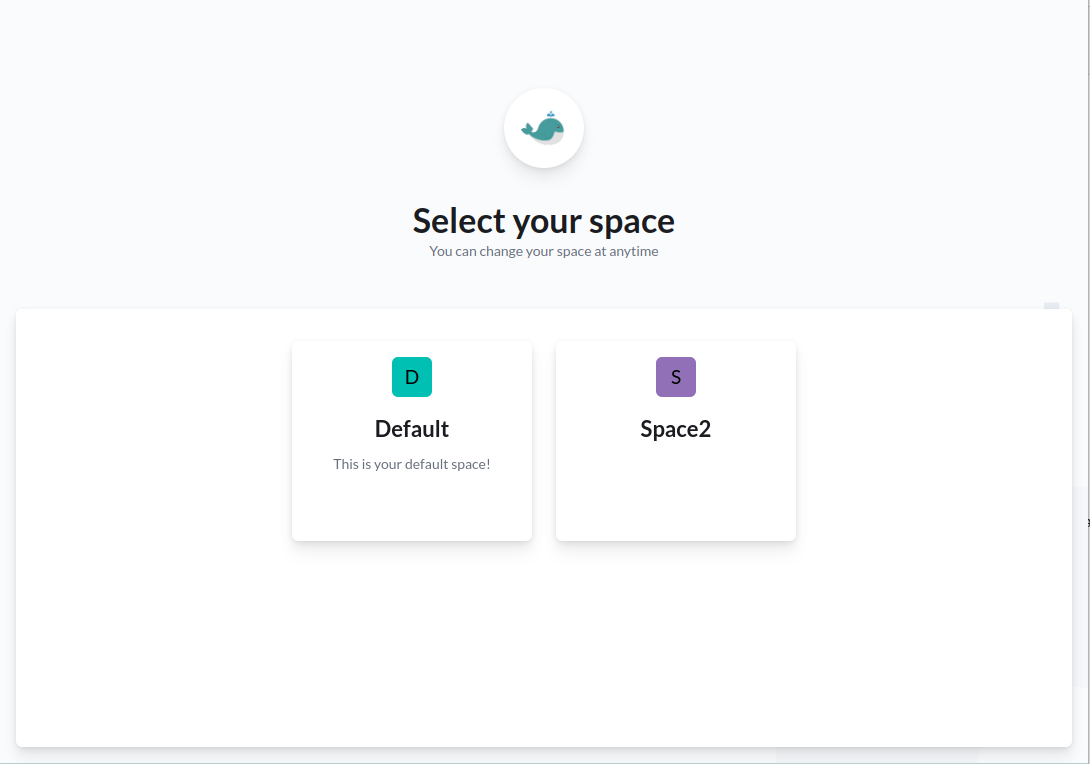 Select your space
You can change your space at anytime
D
Default
This is your default space!
S
Space2